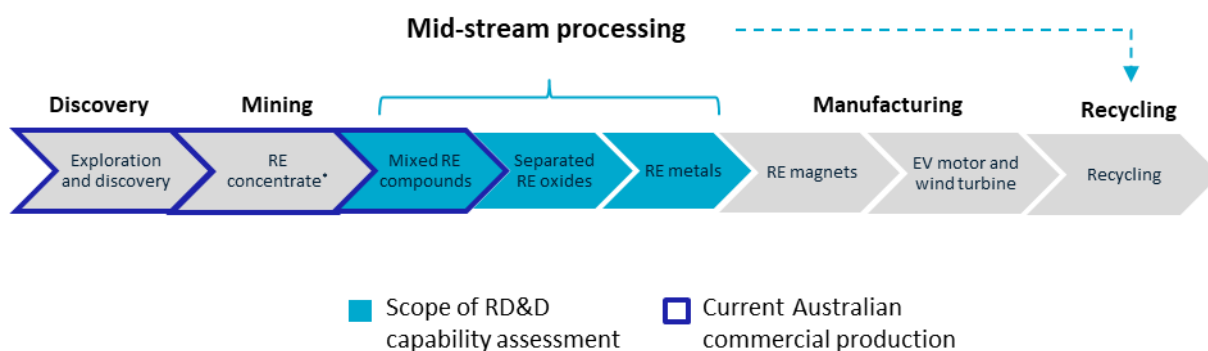 Mid-stream processing
Discovery
Mining
Manufacturing
Recycling
Exploration
and discovery
RE
concentrate*
Mixed RE
compounds
Separated
RE oxides
RE metals
RE magnets
EV motor and
wind turbine
Recycling
Scope of RD&D
capability assessment
Current Australian
commercial production